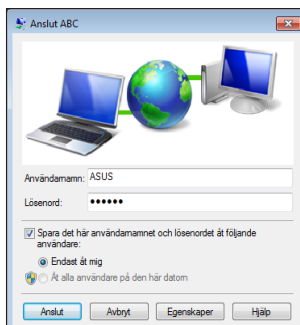 Anslut ABC
Användarnamn: ASUS
Lösenord: ••••••
Spara det här användarnamnet och lösenordet åt följande
användare:
Endast åt mig
Åt alla användare på den här datorn
Anslut Avbryt Egenskaper Hjälp